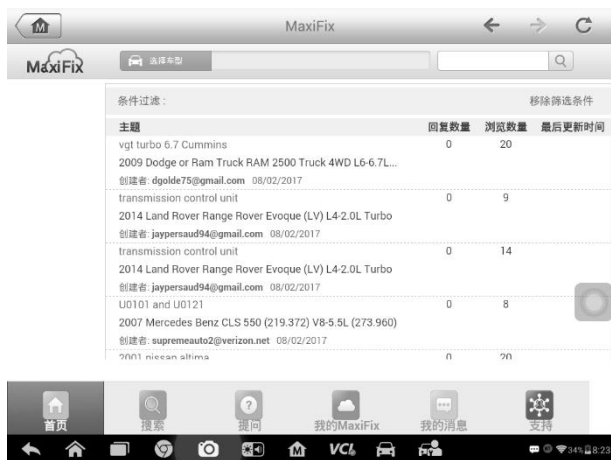 MaxiFix
MaxiFix
选择车型
条件过滤 :
移除筛选条件
主题 回复数量 浏览数量 最后更新时间
vgt turbo 6.7 Cummins 0 20
2009 Dodge or Ram Truck RAM 2500 Truck 4WD L6-6.7L...
创建者: dgolde75@gmail.com 08/02/2017
transmission control unit 0 9
2014 Land Rover Range Rover Evoque (LV) L4-2.0L Turbo
创建者: jaypersaud94@gmail.com 08/02/2017
transmission control unit 0 14
2014 Land Rover Range Rover Evoque (LV) L4-2.0L Turbo
创建者: jaypersaud94@gmail.com 08/02/2017
U0101 and U0121 0 8
2007 Mercedes Benz CLS 550 (219.372) V8-5.5L (273.960)
创建者: supremeauto2@verizon.net 08/02/2017
2001 nissan altima 0 20
首页 搜索 提问 我的MaxiFix 我的消息 支持
VCI 34% 8:23